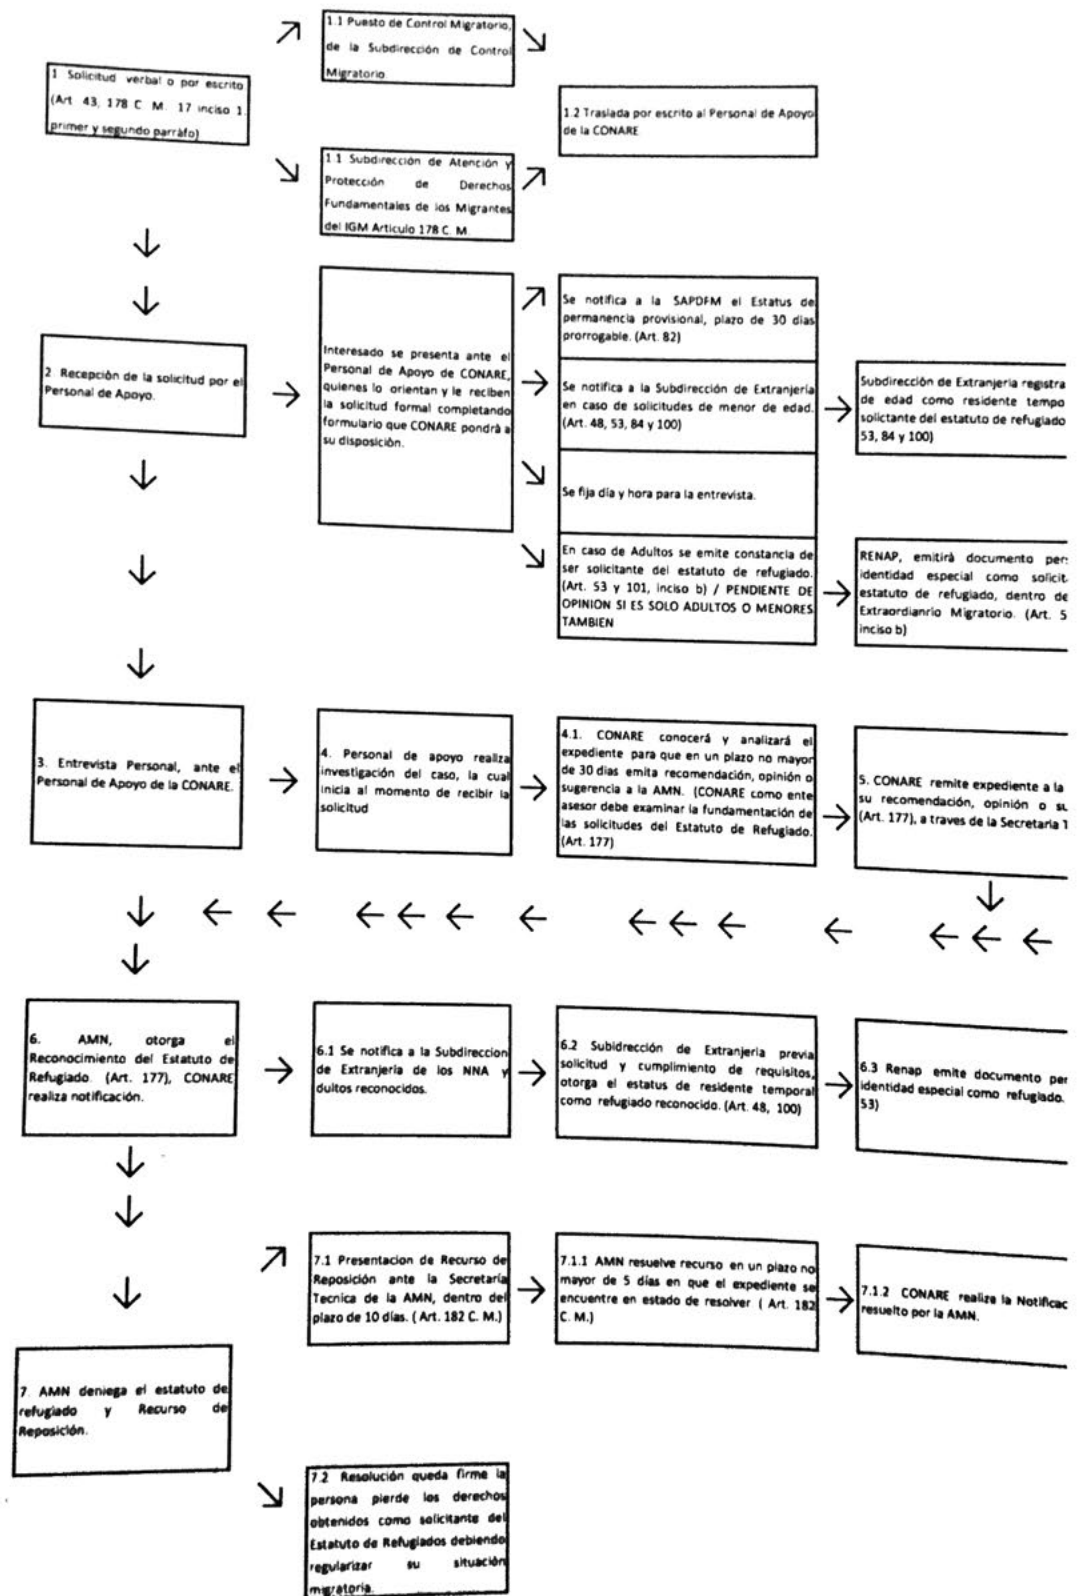 1.1 Puesto de Control Migratorio,
de la Subdirección de Control
Migratorio
1 Solicitud verbal o por escrito
(Art 43, 178 C M. 17 inciso 1.
primer y segundo parráfo)
1.2 Traslada por escrito al Personal de Apoyo
de la CONARE
1.1 Subdirección de Atención y
Protección de Derechos
Fundamentales de los Migrantes
del IGM Articulo 178 C. M.
2 Recepción de la solicitud por el
Personal de Apoyo.
Interesado se presenta ante el
Personal de Apoyo de CONARE,
quienes lo orientan y le reciben
la solicitud formal completando
formulario que CONARE pondrá a
su disposición.
Se notifica a la SAPDFM el Estatus de
permanencia provisional, plazo de 30 dias
prorrogable. (Art. 82)
Se notifica a la Subdirección de Extranjería
en caso de solicitudes de menor de edad.
(Art. 48, 53, 84 y 100)
Subdirección de Extranjeria registra
de edad como residente tempo
solictante del estatuto de refugiado
53, 84 y 100)
Se fija día y hora para la entrevista.
En caso de Adultos se emite constancia de
ser solicitante del estatuto de refugiado.
(Art. 53 y 101, inciso b) / PENDIENTE DE
OPINION SI ES SOLO ADULTOS O MENORES
TAMBIEN
RENAP, emitirá documento pers
identidad especial como solicit
estatuto de refugiado, dentro de
Extraordianrio Migratorio. (Art. 5
inciso b)
3. Entrevista Personal, ante el
Personal de Apoyo de la CONARE.
4. Personal de apoyo realiza
investigación del caso, la cual
inicia al momento de recibir la
solicitud
4.1. CONARE conocerá y analizará el
expediente para que en un plazo no mayor
de 30 dias emita recomendación, opinión o
sugerencia a la AMN. (CONARE como ente
asesor debe examinar la fundamentación de
las solicitudes del Estatuto de Refugiado.
(Art. 177)
5. CONARE remite expediente a la
su recomendación, opinión o su
(Art. 177), a traves de la Secretaria T
6. AMN, otorga el
Reconocimiento del Estatuto de
Refugiado. (Art. 177), CONARE
realiza notificación.
6.1 Se notifica a la Subdireccion
de Extranjería de los NNA y
dultos reconocidos.
6.2 Subidrección de Extranjeria previa
solicitud y cumplimiento de requisitos,
otorga el estatus de residente temporal
como refugiado reconocido. (Art. 48, 100)
6.3 Renap emite documento per
identidad especial como refugiado.
53)
7.1 Presentacion de Recurso de
Reposición ante la Secretaría
Tecnica de la AMN, dentro del
plazo de 10 días. ( Art. 182 C. M.)
7.1.1 AMN resuelve recurso en un plazo no
mayor de 5 días en que el expediente se
encuentre en estado de resolver. ( Art. 182
C. M.)
7.1.2 CONARE realize la Notificac
resuelto por la AMN.
7. AMN deniega el estatuto de
refugiado y Recurso de
Reposición.
7.2 Resolución queda firme la
persona pierde los derechos
obtenidos como solicitante del
Estatuto de Refugiados debiendo
regularizar su situación
migratoria.